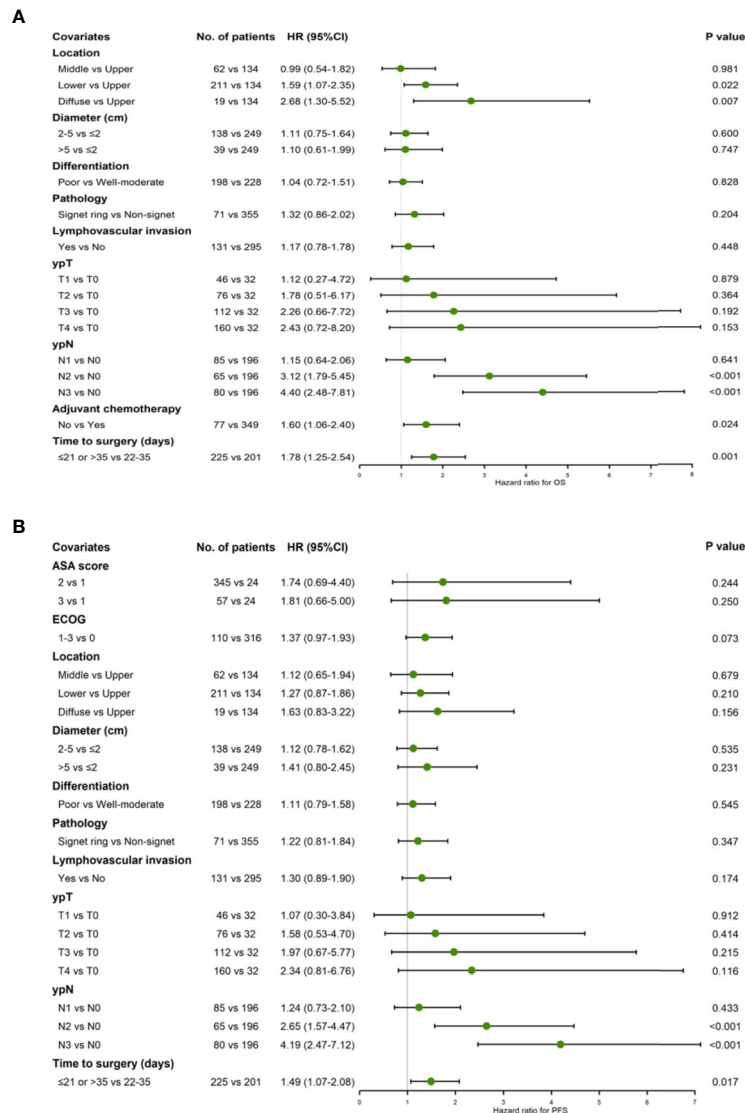 A
Covariates No. of patients HR (95%CI) P value
Location
Middle vs Upper 62 vs 134 0.99 (0.54-1.82) 0.981
Lower vs Upper 211 vs 134 1.59 (1.07-2.35) 0.022
Diffuse vs Upper 19 vs 134 2.68 (1.30-5.52) 0.007
Diameter (cm)
2-5 vs ≤2 138 vs 249 1.11 (0.75-1.64) 0.600
>5 vs ≤2 39 vs 249 1.10 (0.61-1.99) 0.747
Differentiation
Poor vs Well-moderate 198 vs 228 1.04 (0.72-1.51) 0.828
Pathology
Signet ring vs Non-signet 71 vs 355 1.32 (0.86-2.02) 0.204
Lymphovascular invasion
Yes vs No 131 vs 295 1.17 (0.78-1.78) 0.448
ypT
T1 vs T0 46 vs 32 1.12 (0.27-4.72) 0.879
T2 vs T0 76 vs 32 1.78 (0.51-6.17) 0.364
T3 vs T0 112 vs 32 2.26 (0.66-7.72) 0.192
T4 vs T0 160 vs 32 2.43 (0.72-8.20) 0.153
ypN
N1 vs N0 85 vs 196 1.15 (0.64-2.06) 0.641
N2 vs N0 65 vs 196 3.12 (1.79-5.45) <0.001
N3 vs N0 80 vs 196 4.40 (2.48-7.81) <0.001
Adjuvant chemotherapy
No vs Yes 77 vs 349 1.60 (1.06-2.40) 0.024
Time to surgery (days)
≤21 or >35 vs 22-35 225 vs 201 1.78 (1.25-2.54) 0.001
0 1 2 3 4 5 6 7 8
Hazard ratio for OS
B
Covariates No. of patients HR (95%CI) P value
ASA score
2 vs 1 345 vs 24 1.74 (0.69-4.40) 0.244
3 vs 1 57 vs 24 1.81 (0.66-5.00) 0.250
ECOG
1-3 vs 0 110 vs 316 1.37 (0.97-1.93) 0.073
Location
Middle vs Upper 62 vs 134 1.12 (0.65-1.94) 0.679
Lower vs Upper 211 vs 134 1.27 (0.87-1.86) 0.210
Diffuse vs Upper 19 vs 134 1.63 (0.83-3.22) 0.156
Diameter (cm)
2-5 vs ≤2 138 vs 249 1.12 (0.78-1.62) 0.535
>5 vs ≤2 39 vs 249 1.41 (0.80-2.45) 0.231
Differentiation
Poor vs Well-moderate 198 vs 228 1.11 (0.79-1.58) 0.545
Pathology
Signet ring vs Non-signet 71 vs 355 1.22 (0.81-1.84) 0.347
Lymphovascular invasion
Yes vs No 131 vs 295 1.30 (0.89-1.90) 0.174
ypT
T1 vs T0 46 vs 32 1.07 (0.30-3.84) 0.912
T2 vs T0 76 vs 32 1.58 (0.53-4.70) 0.414
T3 vs T0 112 vs 32 1.97 (0.67-5.77) 0.215
T4 vs T0 160 vs 32 2.34 (0.81-6.76) 0.116
ypN
N1 vs N0 85 vs 196 1.24 (0.73-2.10) 0.433
N2 vs N0 65 vs 196 2.65 (1.57-4.47) <0.001
N3 vs N0 80 vs 196 4.19 (2.47-7.12) <0.001
Time to surgery (days)
≤21 or >35 vs 22-35 225 vs 201 1.49 (1.07-2.08) 0.017
0 1 2 3 4 5 6 7
Hazard ratio for PFS